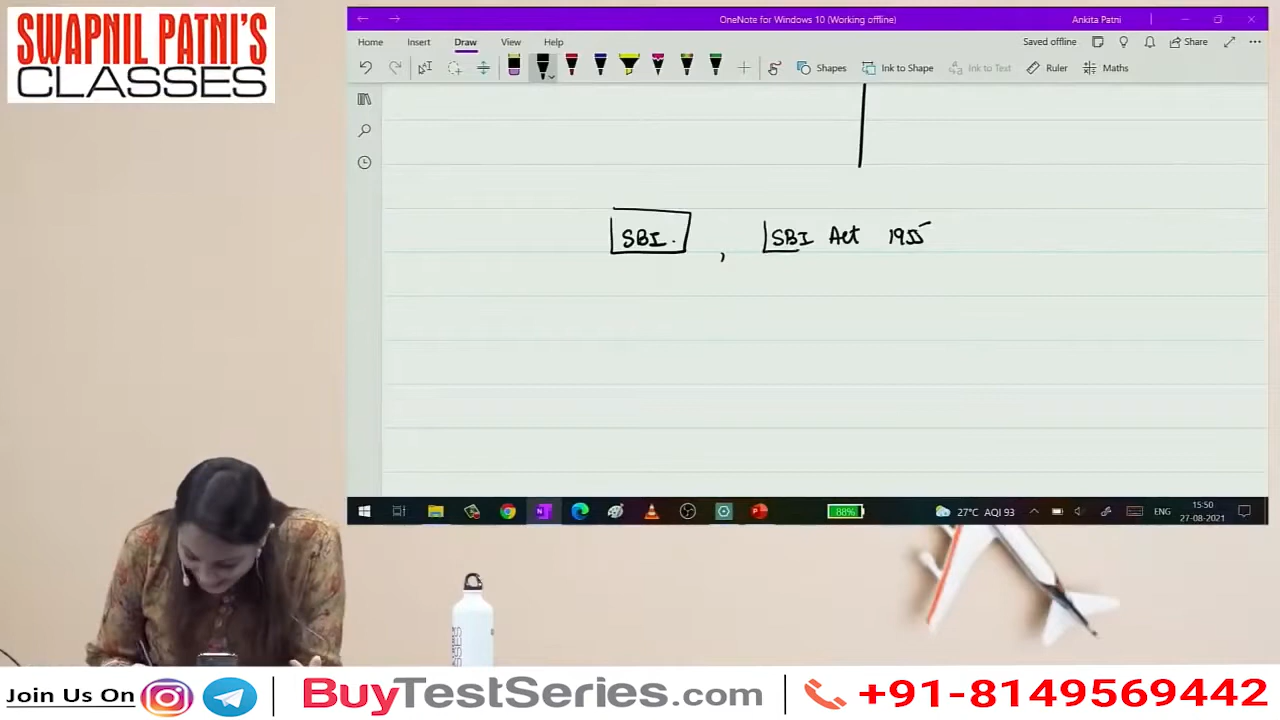 SWAPNIL PATNI'S
CLASSES
OneNote for Windows 10 (Working offline)
Ankita Patni
Home Insert Draw View Help
Saved offline
Share
Shapes
Ink to Shape
Ink to Text
Ruler
Maths
SBI. , SBI Act 1955
88%
27°C AQI 93
ENG
15:50
27-08-2021
Join Us On
BuyTestSeries.com
+91-8149569442